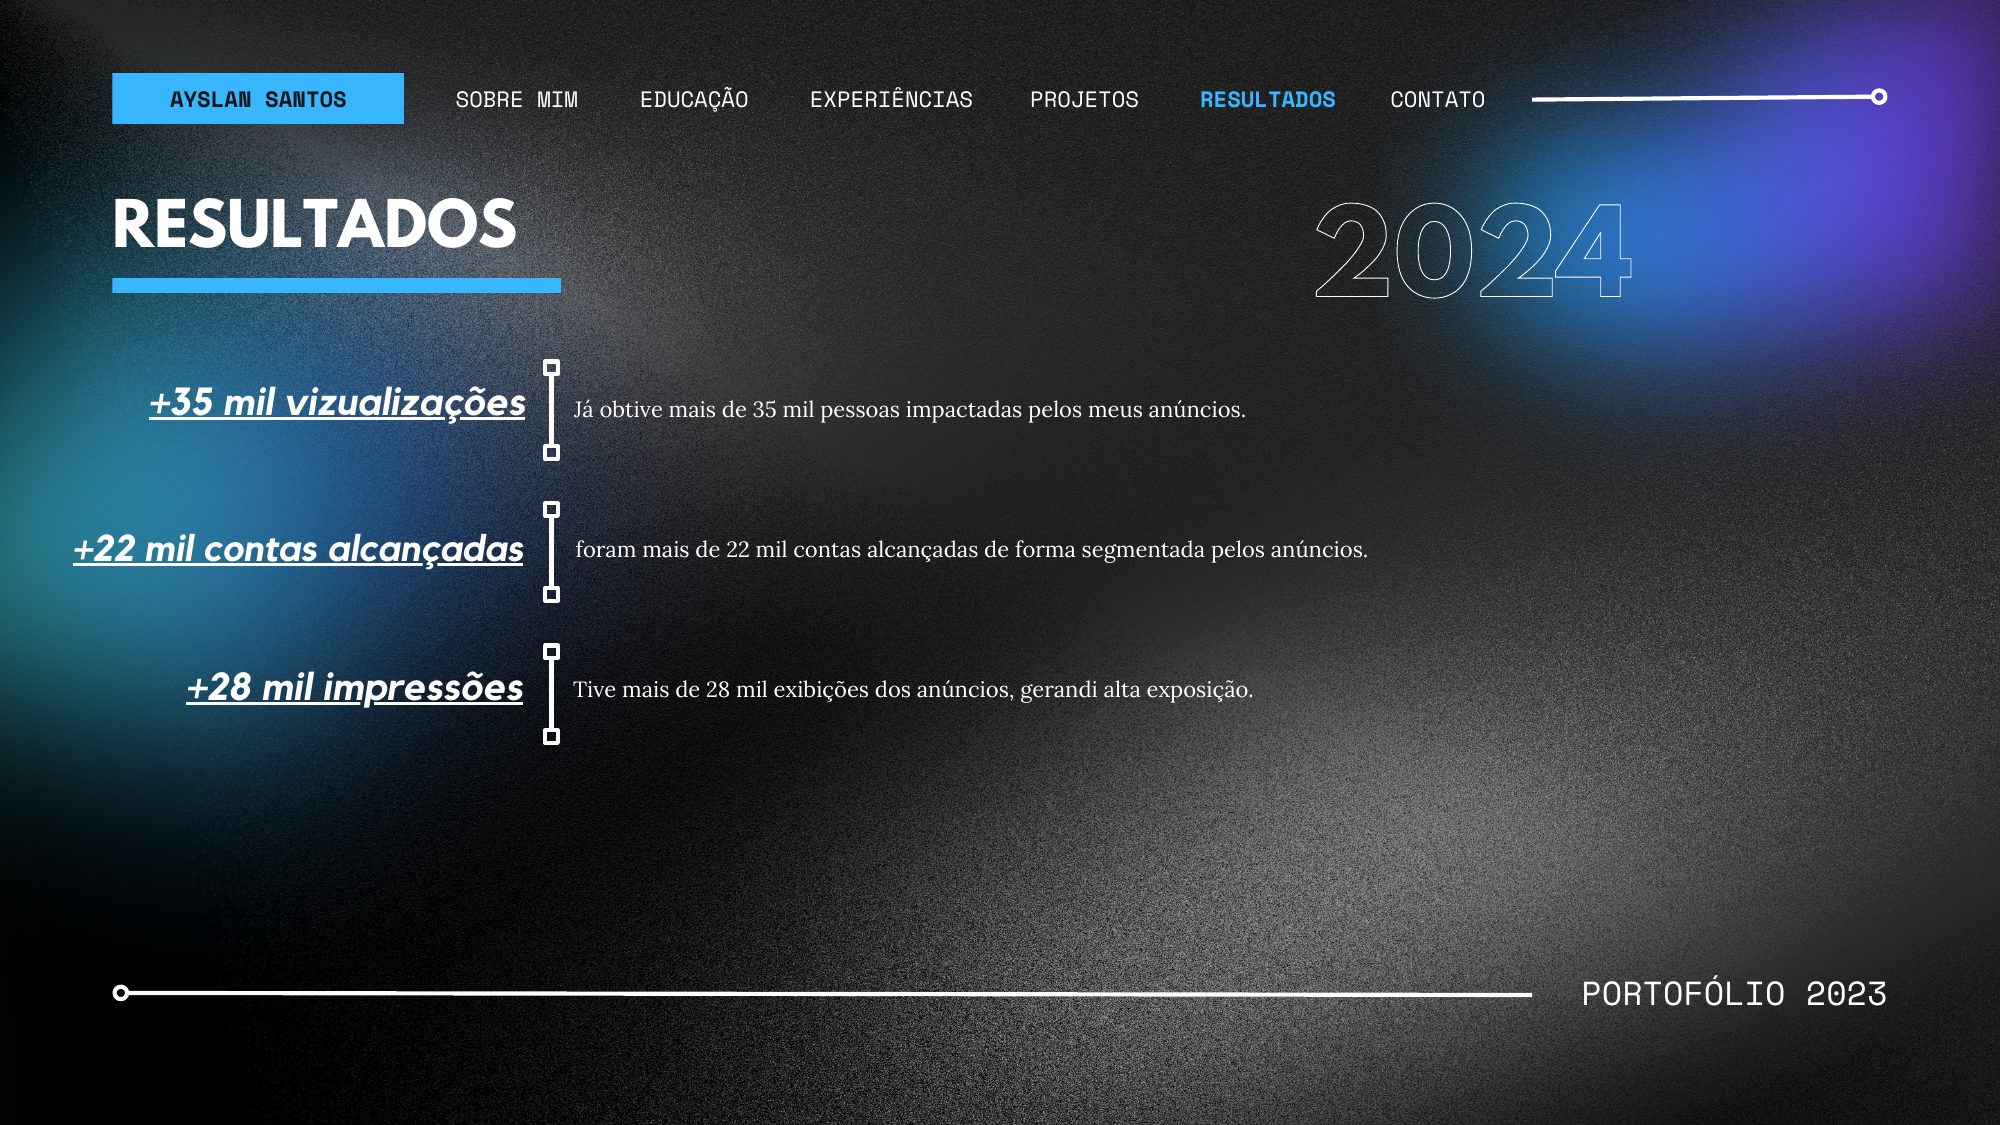 AYSLAN SANTOS SOBRE MIM EDUCAÇÃO EXPERIÊNCIAS PROJETOS RESULTADOS CONTATO
RESULTADOS
2024
+35 mil vizualizações
Já obtive mais de 35 mil pessoas impactadas pelos meus anúncios.
+22 mil contas alcançadas
foram mais de 22 mil contas alcançadas de forma segmentada pelos anúncios.
+28 mil impressões
Tive mais de 28 mil exibições dos anúncios, gerandi alta exposição.
PORTOFÓLIO 2023